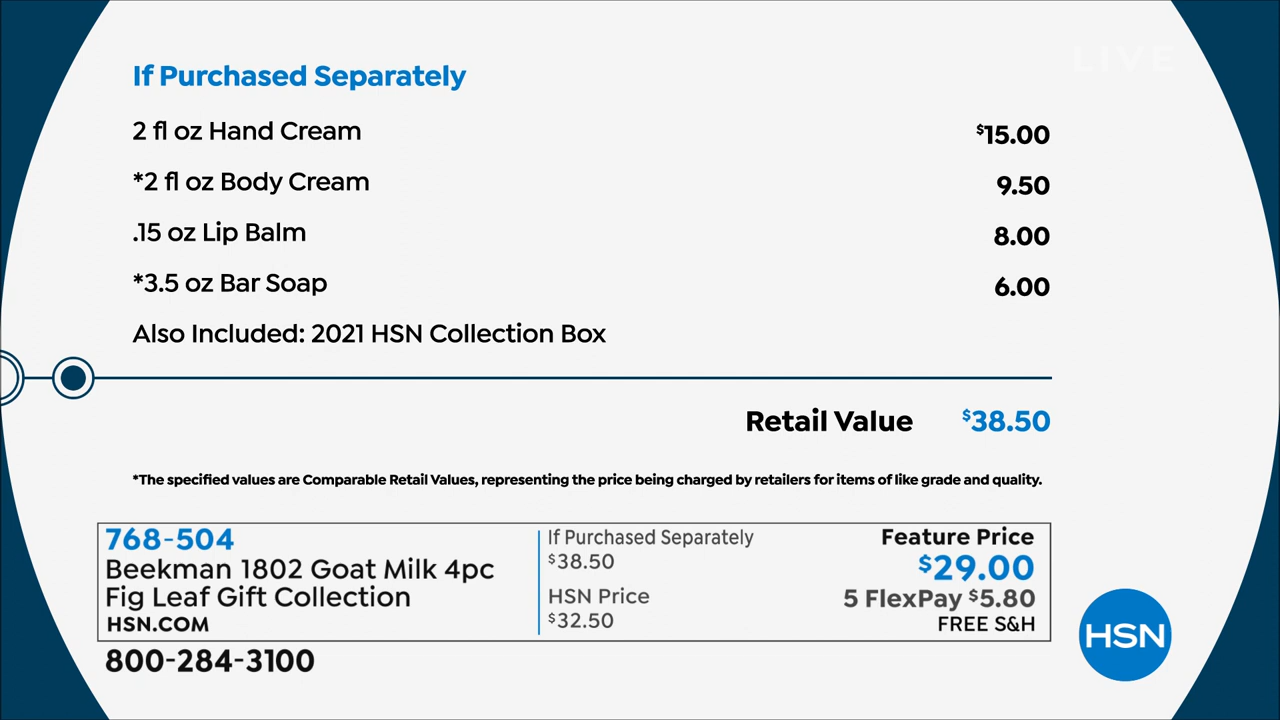 LIVE
If Purchased Separately
2 fl oz Hand Cream $15.00
*2 fl oz Body Cream 9.50
.15 oz Lip Balm 8.00
*3.5 oz Bar Soap 6.00
Also Included: 2021 HSN Collection Box
Retail Value $38.50
*The specified values are Comparable Retail Values, representing the price being charged by retailers for items of like grade and quality.
768-504
Beekman 1802 Goat Milk 4pc
Fig Leaf Gift Collection
HSN.COM
If Purchased Separately
$38.50
HSN Price
$32.50
Feature Price
$29.00
5 FlexPay $5.80
FREE S&H
HSN
800-284-3100